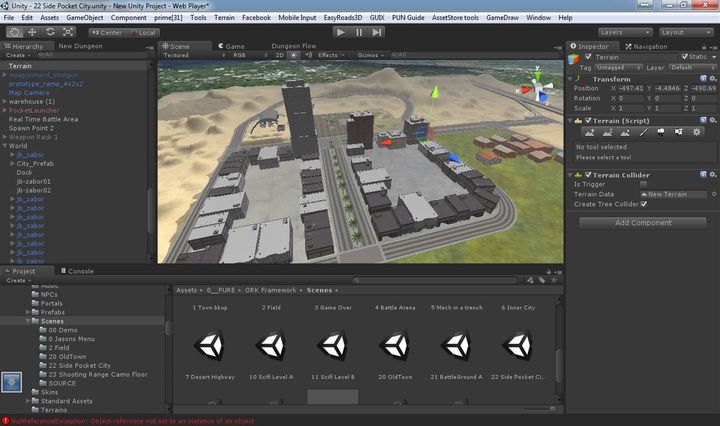 Unity - 22 Side Pocket City.unity - New Unity Project - Web Player*
File Edit Assets GameObject Component prime[31] Tools Terrain Facebook Mobile Input EasyRoads3D GUIX PUN Guide AssetStore tools GameDraw Window Help
Center Local Layers Layout
Hierarchy New Dungeon
Create All
Terrain
weaponHand_shotgun
prototype_ramp_4x2x2
Map Camera
warehouse (1)
RocketLauncher
Real Time Battle Area
Spawn Point 2
Weapon Rack 1
World
jb_zabor
City_Prefab
Dock
jb-zabor01
jb-zabor02
jb_zabor
jb_zabor
jb_zabor
jb_zabor
jb_zabor
jb_zabor
Scene Game Dungeon Flow
Textured RGB 2D Effects Gizmos All
y
x
z
Inspector Navigation
Terrain Static
Tag Untagged Layer Default
Transform
Position X -497.41 Y -4.4846 Z -490.69
Rotation X 0 Y 0 Z 0
Scale X 1 Y 1 Z 1
Terrain (Script)
No tool selected
Please select a tool
Terrain Collider
Is Trigger
Terrain Data New Terrain
Create Tree Collider
Add Component
Project Console
Create
Music
NPCs
Portals
Prefabs
Scenes
00 Demo
0 Jasons Menu
2 Field
20 OldTown
22 Side Pocket City
23 Shooting Range Camo Floor
SOURCE
Skins
Standard Assets
Terrains
Assets 0__PURE ORK Framework Scenes
1 Town bkup 2 Field 3 Game Over 4 Battle Arena 5 Mech in a trench 6 Inner City
7 Desert Highway 10 Scifi Level A 11 Scifi Level B 20 OldTown 21 BattleGround A 22 Side Pocket Ci...
NullReferenceException: Object reference not set to an instance of an object